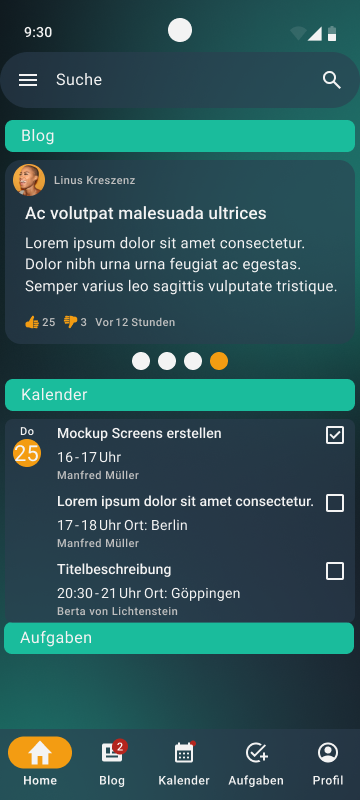 9:30
Suche
Blog
Linus Kreszenz
Ac volutpat malesuada ultrices
Lorem ipsum dolor sit amet consectetur.
Dolor nibh urna urna feugiat ac egestas.
Semper varius leo sagittis vulputate tristique.
25 3 Vor 12 Stunden
Kalender
Do
25
Mockup Screens erstellen
16 - 17 Uhr
Manfred Müller
Lorem ipsum dolor sit amet consectetur.
17 - 18 Uhr Ort: Berlin
Manfred Müller
Titelbeschreibung
20:30 - 21 Uhr Ort: Göppingen
Berta von Lichtenstein
Aufgaben
2
Home Blog Kalender Aufgaben Profil